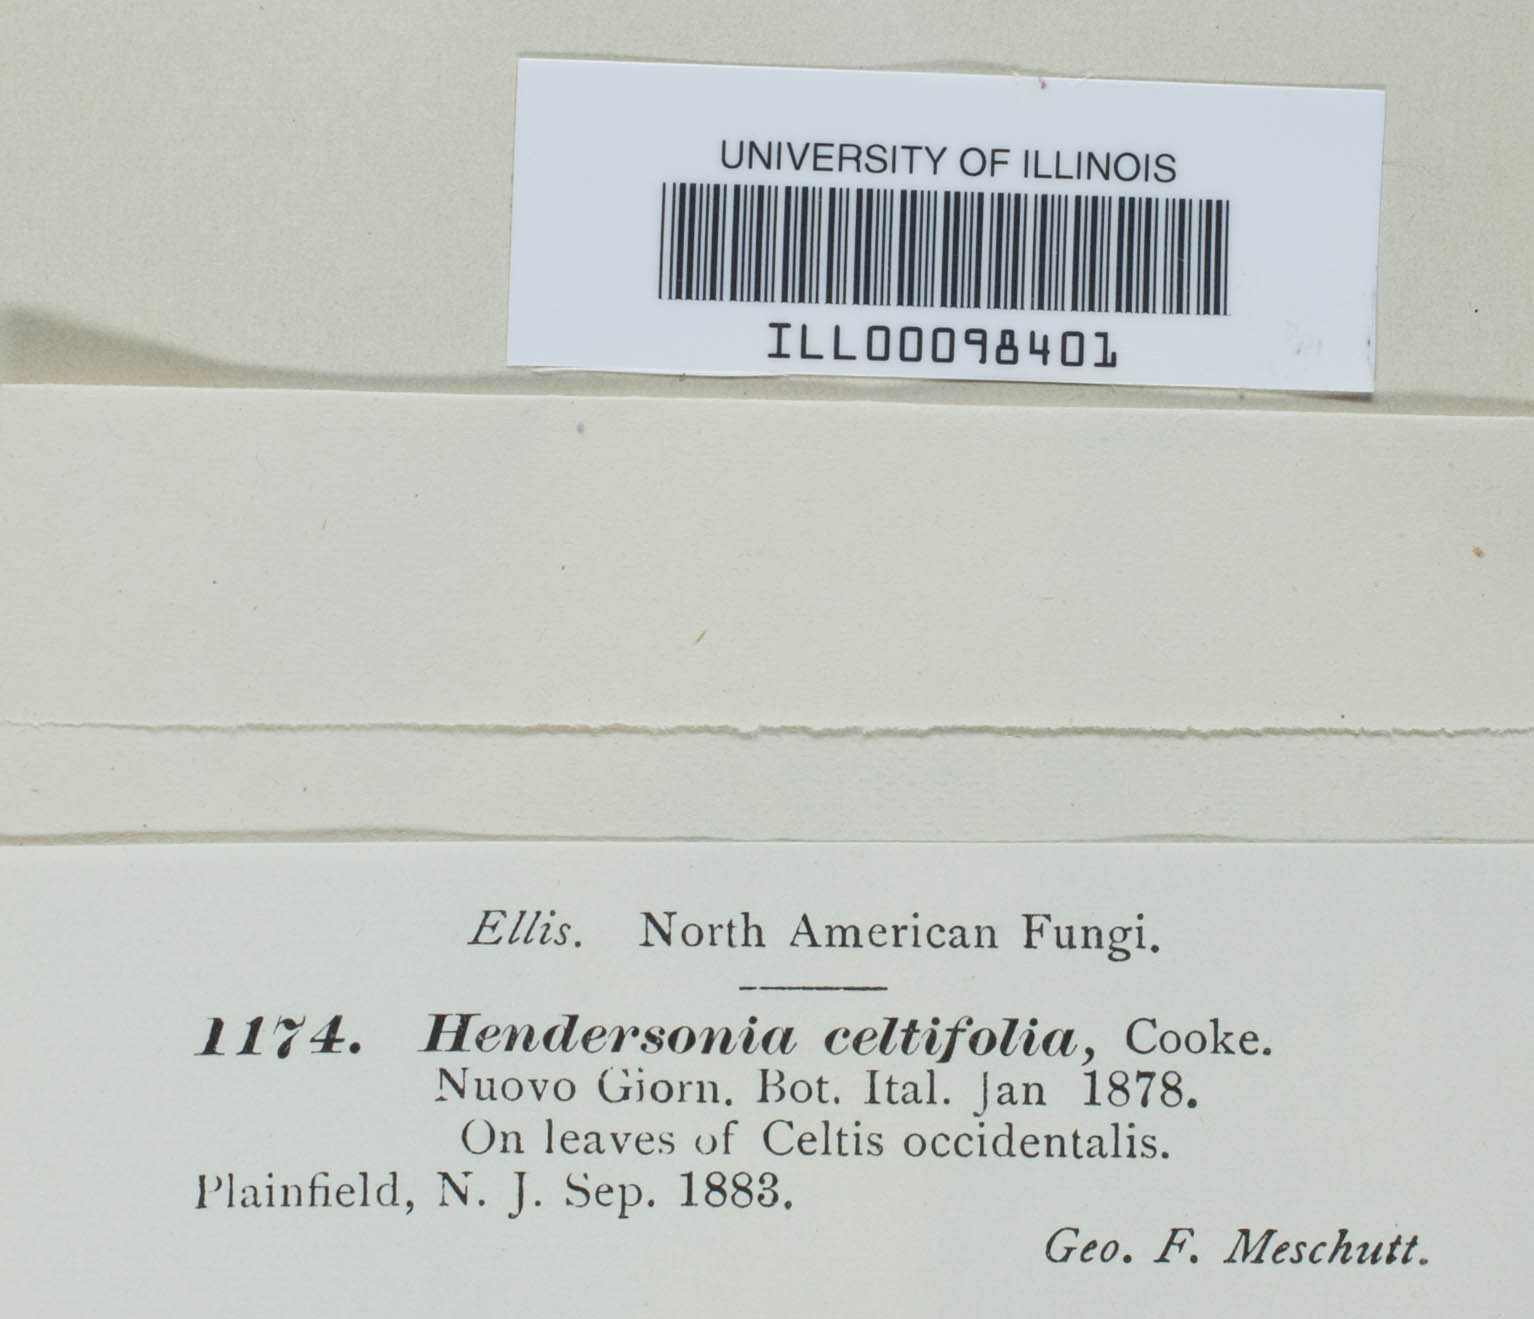 UNIVERSITY OF ILLINOIS
ILL00098401
Ellis. North American Fungi.
1174. Hendersonia celtifolia, Cooke.
Nuovo Giorn. Bot. Ital. Jan 1878.
On leaves of Celtis occidentalis.
Plainfield, N. J. Sep. 1883.
Geo. F. Meschutt.